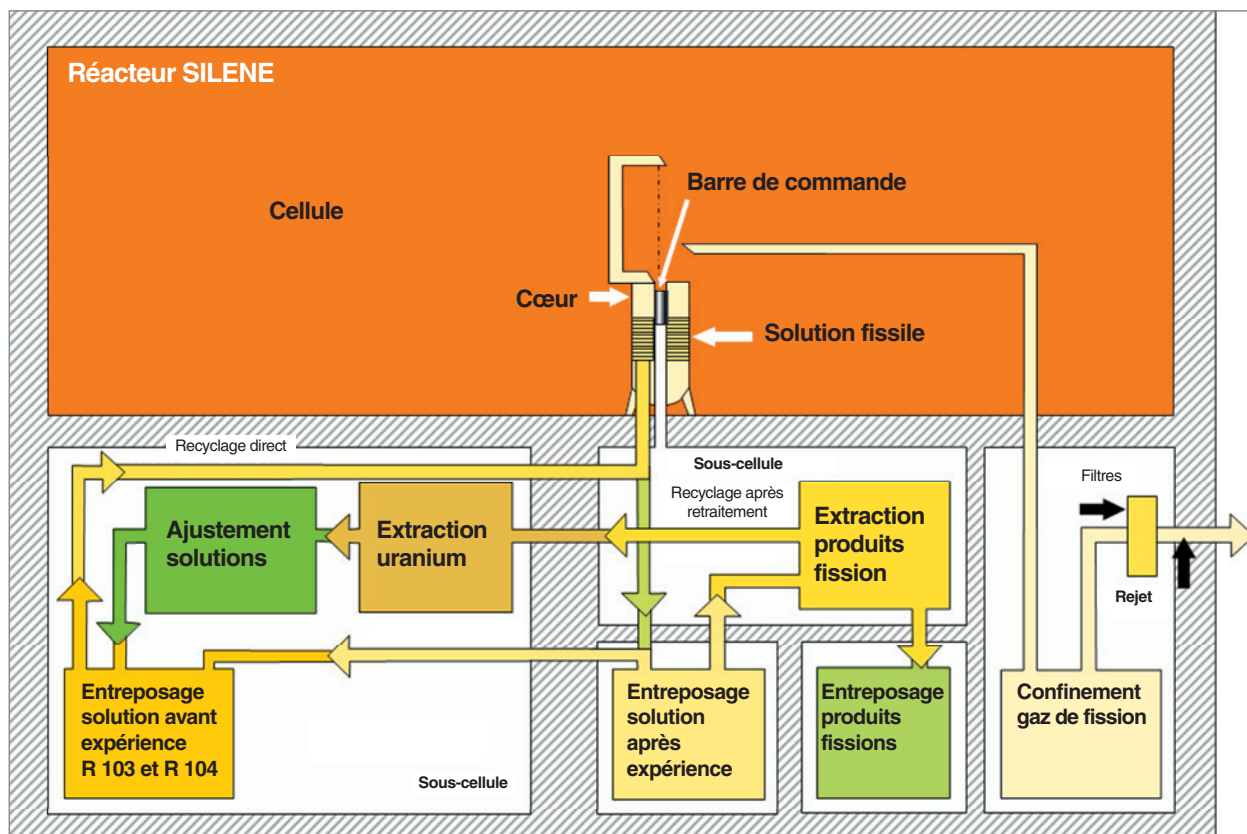 Réacteur SILENE
Barre de commande
Cellule
Cœur
Solution fissile
Recyclage direct
Sous-cellule
Filtres
Recyclage après
retraitement
Ajustement
solutions
Extraction
uranium
Extraction
produits
fission
Rejet
Entreposage
solution avant
expérience
R 103 et R 104
Sous-cellule
Entreposage
solution
après
expérience
Entreposage
produits
fissions
Confinement
gaz de fission